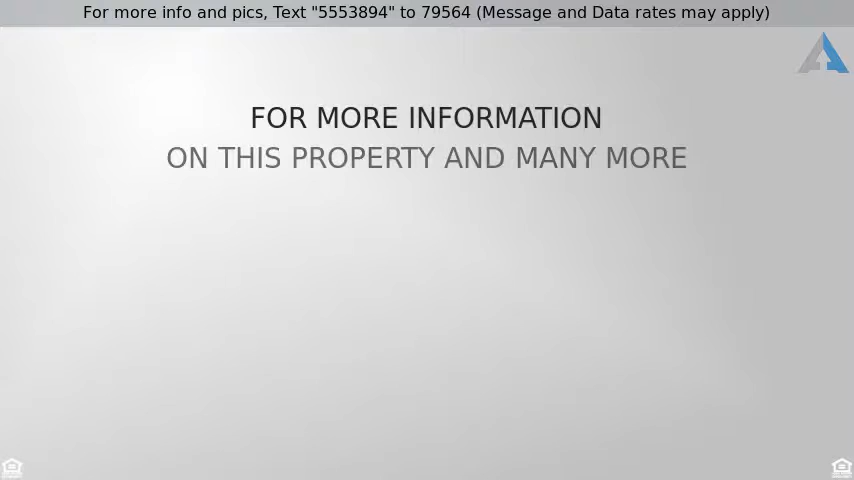 For more info and pics, Text "5553894" to 79564 (Message and Data rates may apply)
FOR MORE INFORMATION
ON THIS PROPERTY AND MANY MORE